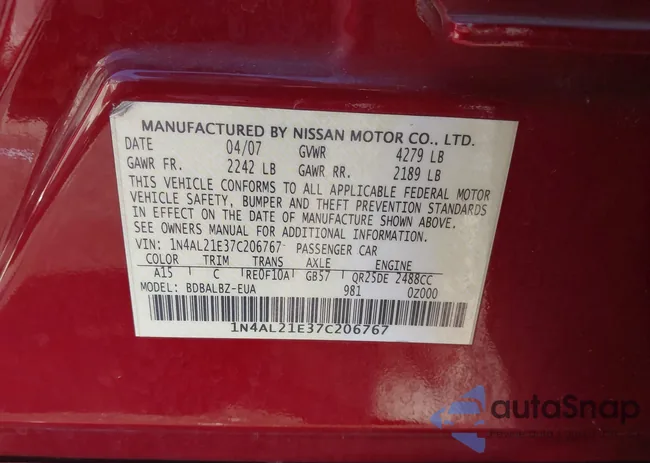 MANUFACTURED BY NISSAN MOTOR CO., LTD.
DATE 04/07 GVWR 4279 LB
GAWR FR. 2242 LB GAWR RR. 2189 LB
THIS VEHICLE CONFORMS TO ALL APPLICABLE FEDERAL MOTOR
VEHICLE SAFETY, BUMPER AND THEFT PREVENTION STANDARDS
IN EFFECT ON THE DATE OF MANUFACTURE SHOWN ABOVE.
SEE OWNERS MANUAL FOR ADDITIONAL INFORMATION.
VIN: 1N4AL21E37C206767 PASSENGER CAR
COLOR TRIM TRANS AXLE ENGINE
A15 C RE0F10A GB57 QR25DE 2488CC
MODEL: BDBALBZ-EUA 981 0Z000
1N4AL21E37C206767
autoSnap